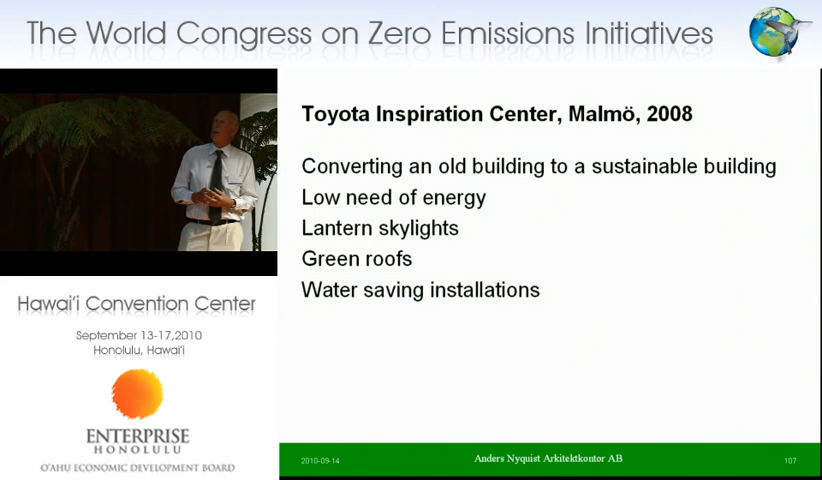 The World Congress on Zero Emissions Initiatives
Toyota Inspiration Center, Malmö, 2008
Converting an old building to a sustainable building
Low need of energy
Lantern skylights
Green roofs
Water saving installations
Hawai'i Convention Center
September 13-17,2010
Honolulu, Hawai'i
ENTERPRISE
HONOLULU
O'AHU ECONOMIC DEVELOPMENT BOARD
2010-09-14
Anders Nyquist Arkitektkontor AB
107